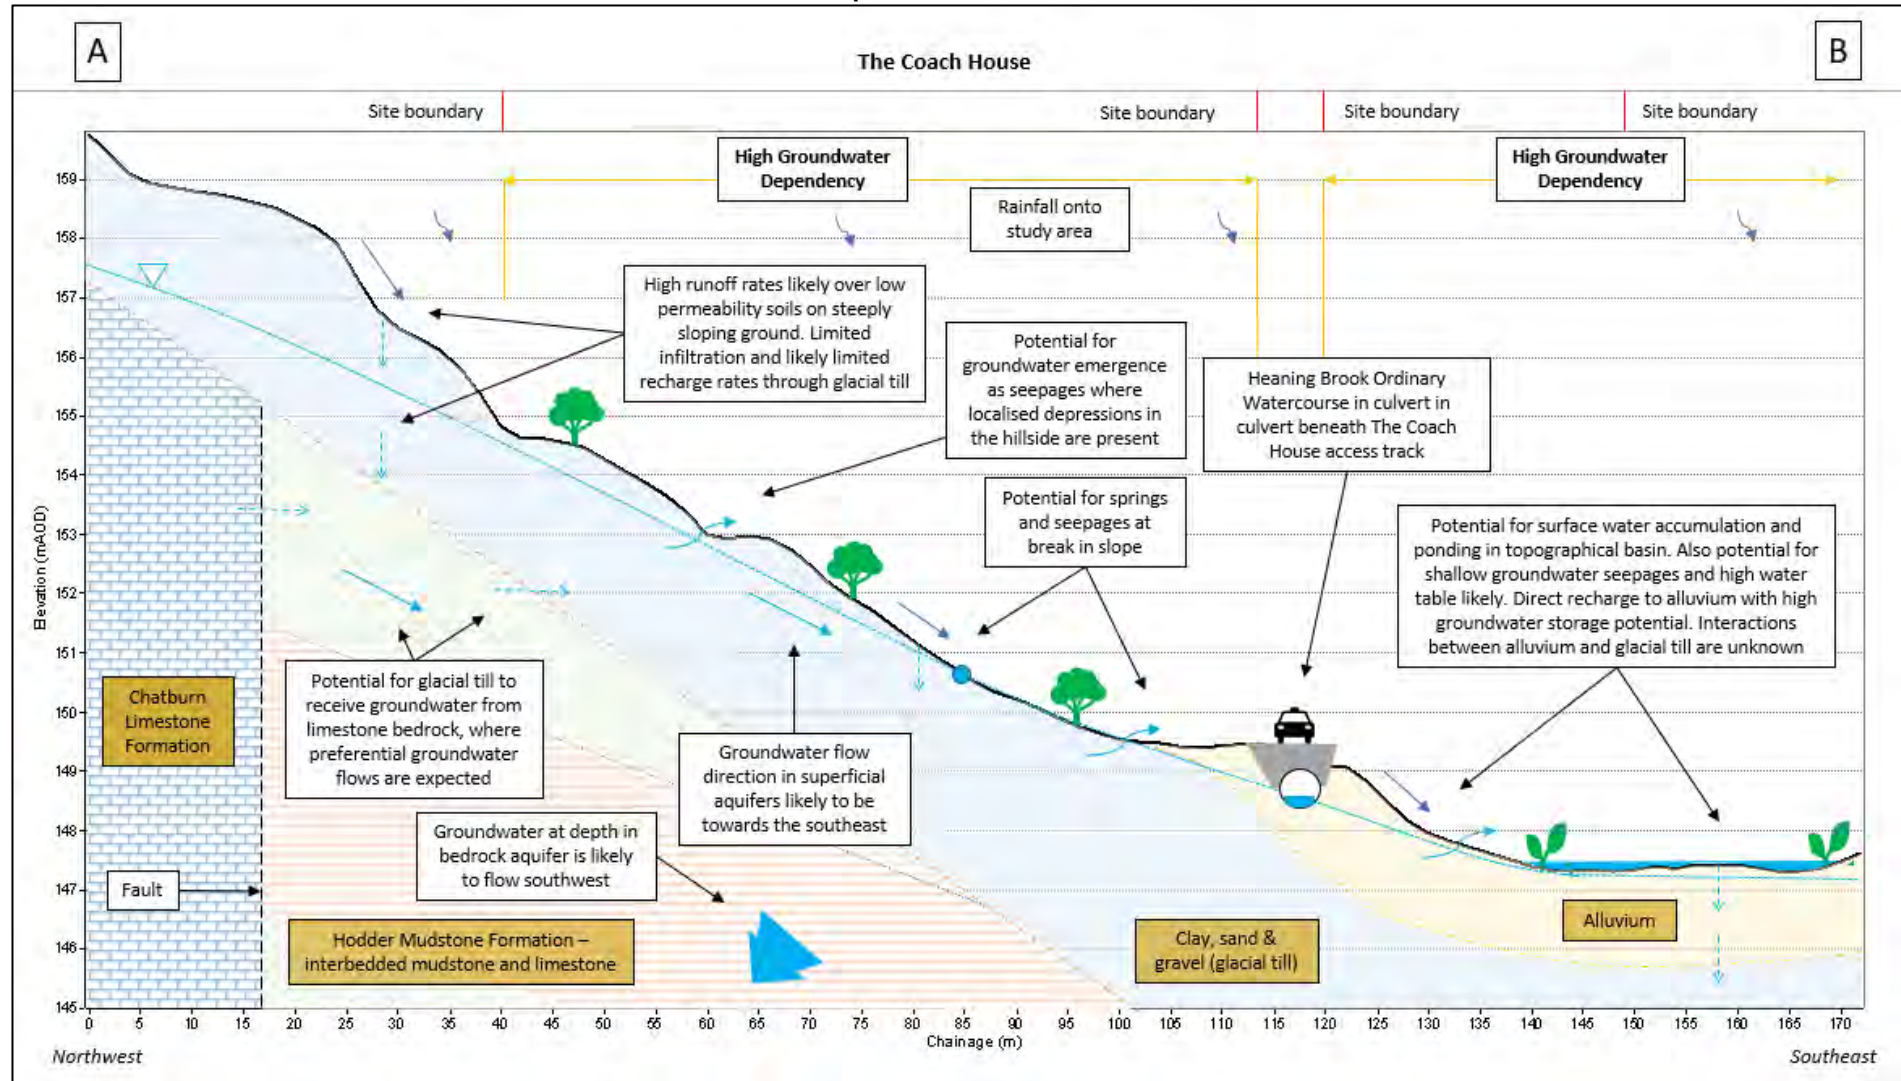 A
The Coach House
B
Site boundary
Site boundary
Site boundary
Site boundary
High Groundwater
Dependency
High Groundwater
Dependency
Rainfall onto
study area
High runoff rates likely over low
permeability soils on steeply
sloping ground. Limited
infiltration and likely limited
recharge rates through glacial till
Potential for
groundwater emergence
as seepages where
localised depressions in
the hillside are present
Heaning Brook Ordinary
Watercourse in culvert in
culvert beneath The Coach
House access track
Potential for springs
and seepages at
break in slope
Potential for surface water accumulation and
ponding in topographical basin. Also potential for
shallow groundwater seepages and high water
table likely. Direct recharge to alluvium with high
groundwater storage potential. Interactions
between alluvium and glacial till are unknown
Potential for glacial till to
receive groundwater from
limestone bedrock, where
preferential groundwater
flows are expected
Chatburn
Limestone
Formation
Groundwater flow
direction in superficial
aquifers likely to be
towards the southeast
Groundwater at depth in
bedrock aquifer is likely
to flow southwest
Fault
Hodder Mudstone Formation –
interbedded mudstone and limestone
Clay, sand &
gravel (glacial till)
Alluvium
Elevation (mAOD)
159
158
157
156
155
154
153
152
151
150
149
148
147
146
145
0 5 10 15 20 25 30 35 40 45 50 55 60 65 70 75 80 85 90 95 100 105 110 115 120 125 130 135 140 145 150 155 160 165 170
Chainage (m)
Northwest
Southeast